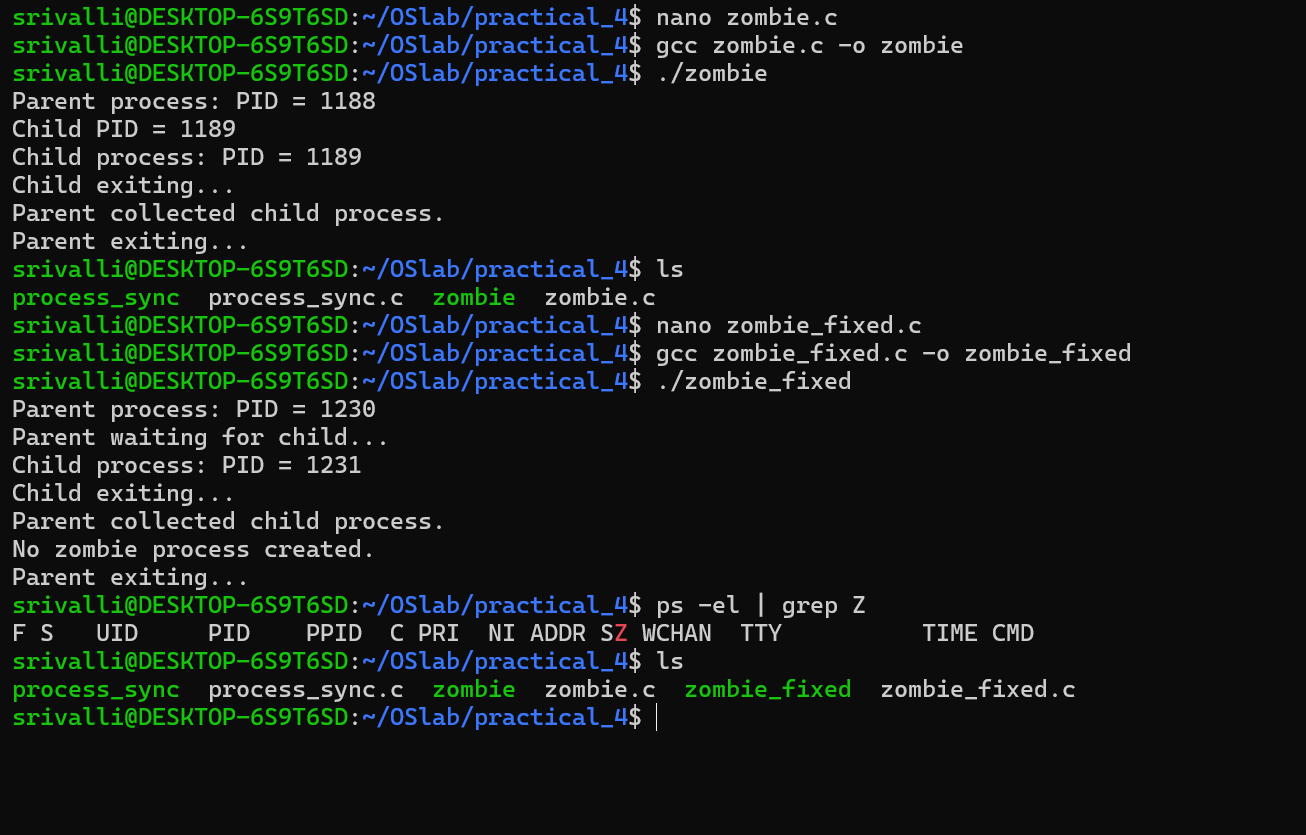 srivalli@DESKTOP-6S9T6SD:~/OSlab/practical_4$ nano zombie.c
srivalli@DESKTOP-6S9T6SD:~/OSlab/practical_4$ gcc zombie.c -o zombie
srivalli@DESKTOP-6S9T6SD:~/OSlab/practical_4$ ./zombie
Parent process: PID = 1188
Child PID = 1189
Child process: PID = 1189
Child exiting...
Parent collected child process.
Parent exiting...
srivalli@DESKTOP-6S9T6SD:~/OSlab/practical_4$ ls
process_sync  process_sync.c  zombie  zombie.c
srivalli@DESKTOP-6S9T6SD:~/OSlab/practical_4$ nano zombie_fixed.c
srivalli@DESKTOP-6S9T6SD:~/OSlab/practical_4$ gcc zombie_fixed.c -o zombie_fixed
srivalli@DESKTOP-6S9T6SD:~/OSlab/practical_4$ ./zombie_fixed
Parent process: PID = 1230
Parent waiting for child...
Child process: PID = 1231
Child exiting...
Parent collected child process.
No zombie process created.
Parent exiting...
srivalli@DESKTOP-6S9T6SD:~/OSlab/practical_4$ ps -el | grep Z
F S   UID     PID    PPID  C PRI  NI ADDR SZ WCHAN  TTY          TIME CMD
srivalli@DESKTOP-6S9T6SD:~/OSlab/practical_4$ ls
process_sync  process_sync.c  zombie  zombie.c  zombie_fixed  zombie_fixed.c
srivalli@DESKTOP-6S9T6SD:~/OSlab/practical_4$